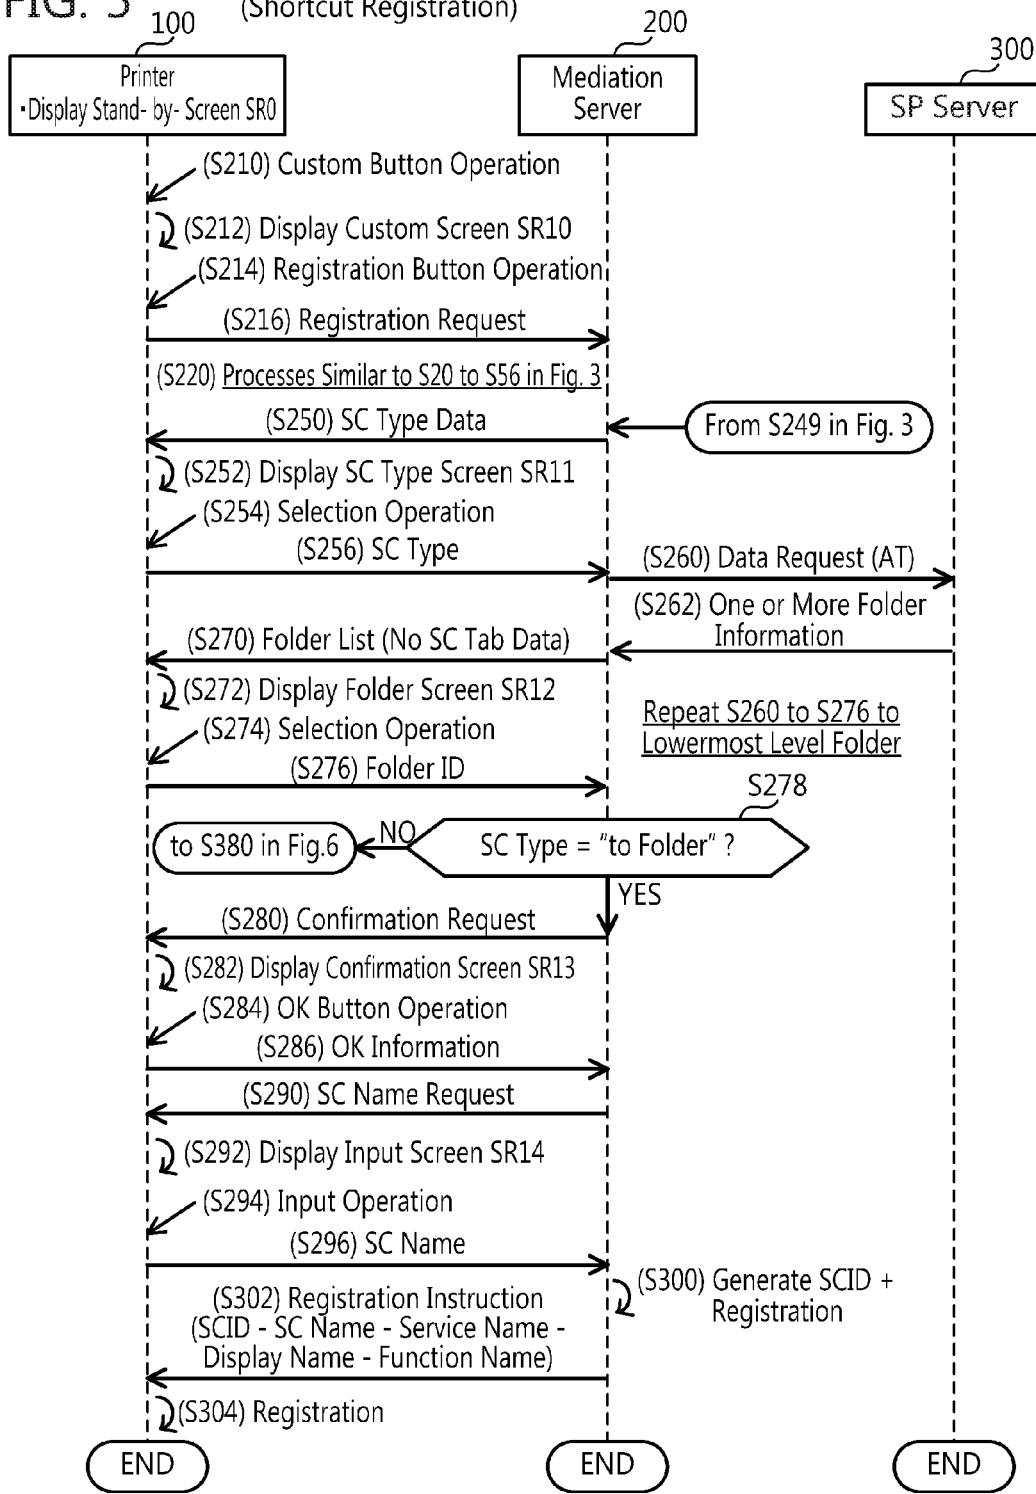 FIG. 5
(Shortcut Registration)
100
200
300
Printer
・Display Stand- by- Screen SR0
Mediation
Server
SP Server
(S210) Custom Button Operation
(S212) Display Custom Screen SR10
(S214) Registration Button Operation
(S216) Registration Request
(S220) Processes Similar to S20 to S56 in Fig. 3
(S250) SC Type Data
From S249 in Fig. 3
(S252) Display SC Type Screen SR11
(S254) Selection Operation
(S256) SC Type
(S260) Data Request (AT)
(S262) One or More Folder
Information
(S270) Folder List (No SC Tab Data)
(S272) Display Folder Screen SR12
(S274) Selection Operation
Repeat S260 to S276 to
Lowermost Level Folder
(S276) Folder ID
S278
to S380 in Fig.6
NO
SC Type = "to Folder" ?
YES
(S280) Confirmation Request
(S282) Display Confirmation Screen SR13
(S284) OK Button Operation
(S286) OK Information
(S290) SC Name Request
(S292) Display Input Screen SR14
(S294) Input Operation
(S296) SC Name
(S300) Generate SCID +
Registration
(S302) Registration Instruction
(SCID - SC Name - Service Name -
Display Name - Function Name)
(S304) Registration
END
END
END